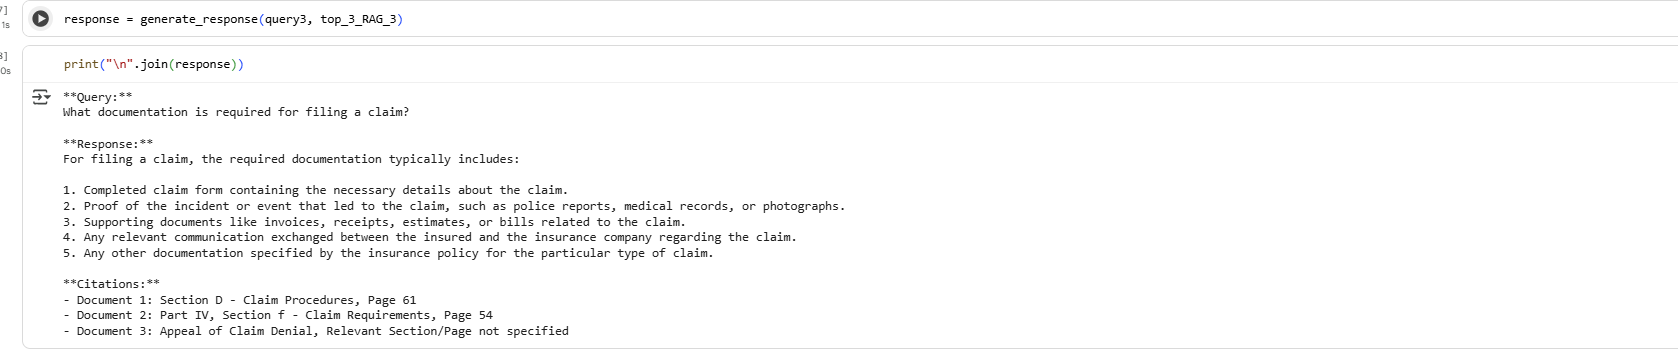 7]
1s
response = generate_response(query3, top_3_RAG_3)
8]
0s
print("\n".join(response))
**Query:**
What documentation is required for filing a claim?
**Response:**
For filing a claim, the required documentation typically includes:
1. Completed claim form containing the necessary details about the claim.
2. Proof of the incident or event that led to the claim, such as police reports, medical records, or photographs.
3. Supporting documents like invoices, receipts, estimates, or bills related to the claim.
4. Any relevant communication exchanged between the insured and the insurance company regarding the claim.
5. Any other documentation specified by the insurance policy for the particular type of claim.
**Citations:**
- Document 1: Section D - Claim Procedures, Page 61
- Document 2: Part IV, Section f - Claim Requirements, Page 54
- Document 3: Appeal of Claim Denial, Relevant Section/Page not specified